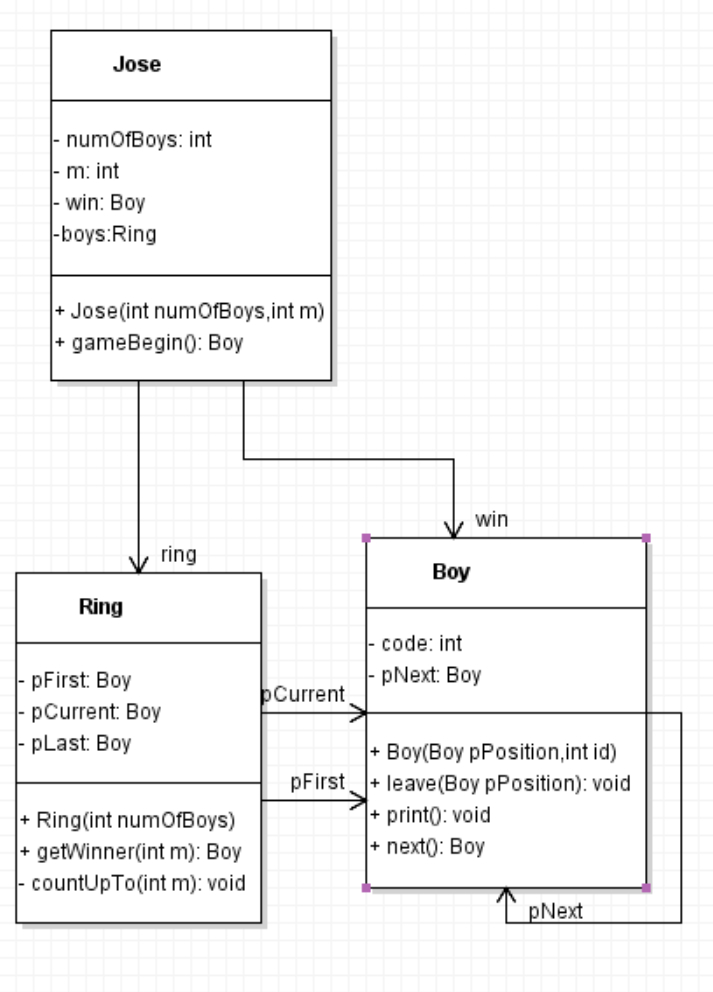 Jose
- numOfBoys: int
- m: int
- win: Boy
-boys:Ring
+ Jose(int numOfBoys,int m)
+ gameBegin(): Boy
ring
win
Ring
- pFirst: Boy
- pCurrent: Boy
- pLast: Boy
+ Ring(int numOfBoys)
+ getWinner(int m): Boy
- countUpTo(int m): void
pCurrent
pFirst
Boy
- code: int
- pNext: Boy
+ Boy(Boy pPosition,int id)
+ leave(Boy pPosition): void
+ print(): void
+ next(): Boy
pNext